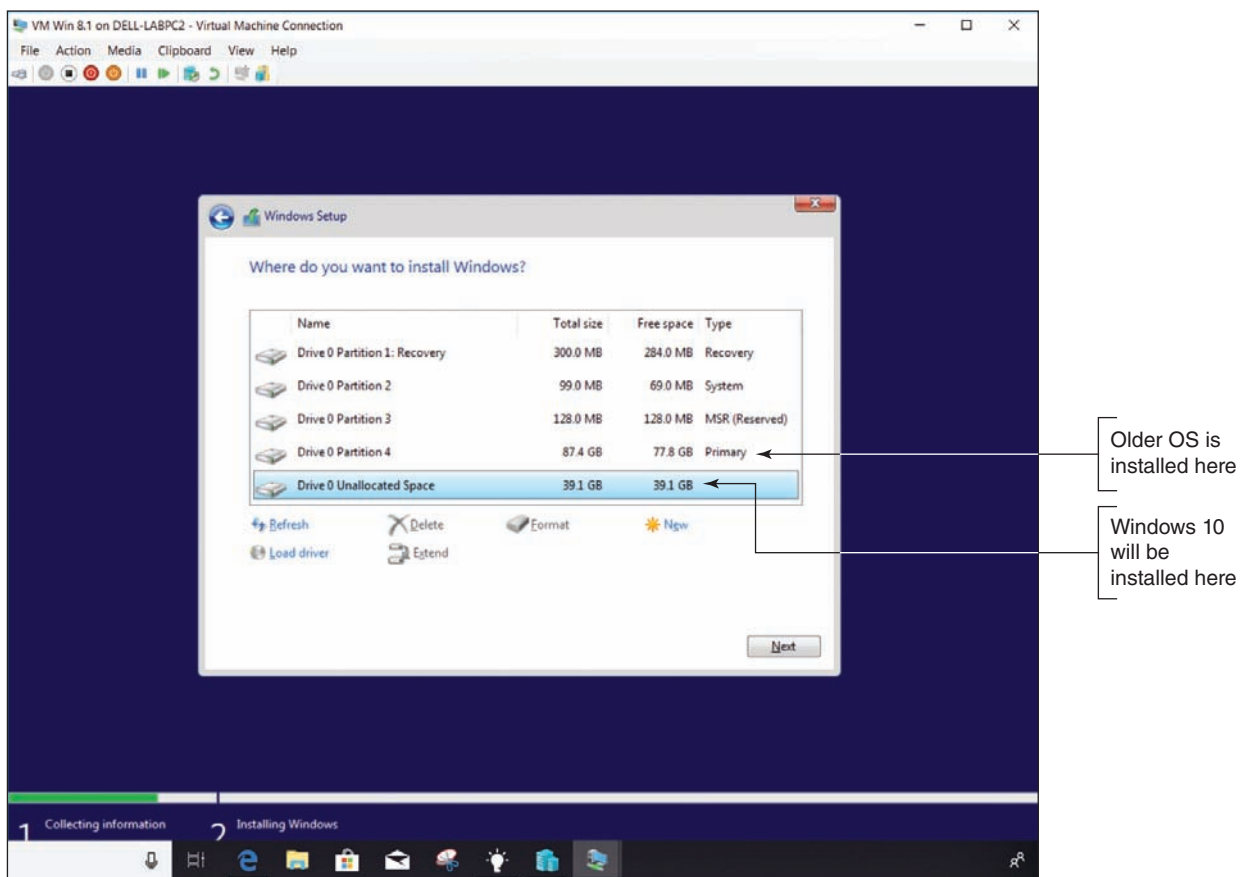 VM Win 8.1 on DELL-LABPC2 - Virtual Machine Connection
File Action Media Clipboard View Help
Windows Setup
Where do you want to install Windows?
Name Total size Free space Type
Drive 0 Partition 1: Recovery 300.0 MB 284.0 MB Recovery
Drive 0 Partition 2 99.0 MB 69.0 MB System
Drive 0 Partition 3 128.0 MB 128.0 MB MSR (Reserved)
Drive 0 Partition 4 87.4 GB 77.8 GB Primary
Drive 0 Unallocated Space 39.1 GB 39.1 GB
Refresh Delete Format New
Load driver Extend
Next
Older OS is
installed here
Windows 10
will be
installed here
1 Collecting information 2 Installing Windows